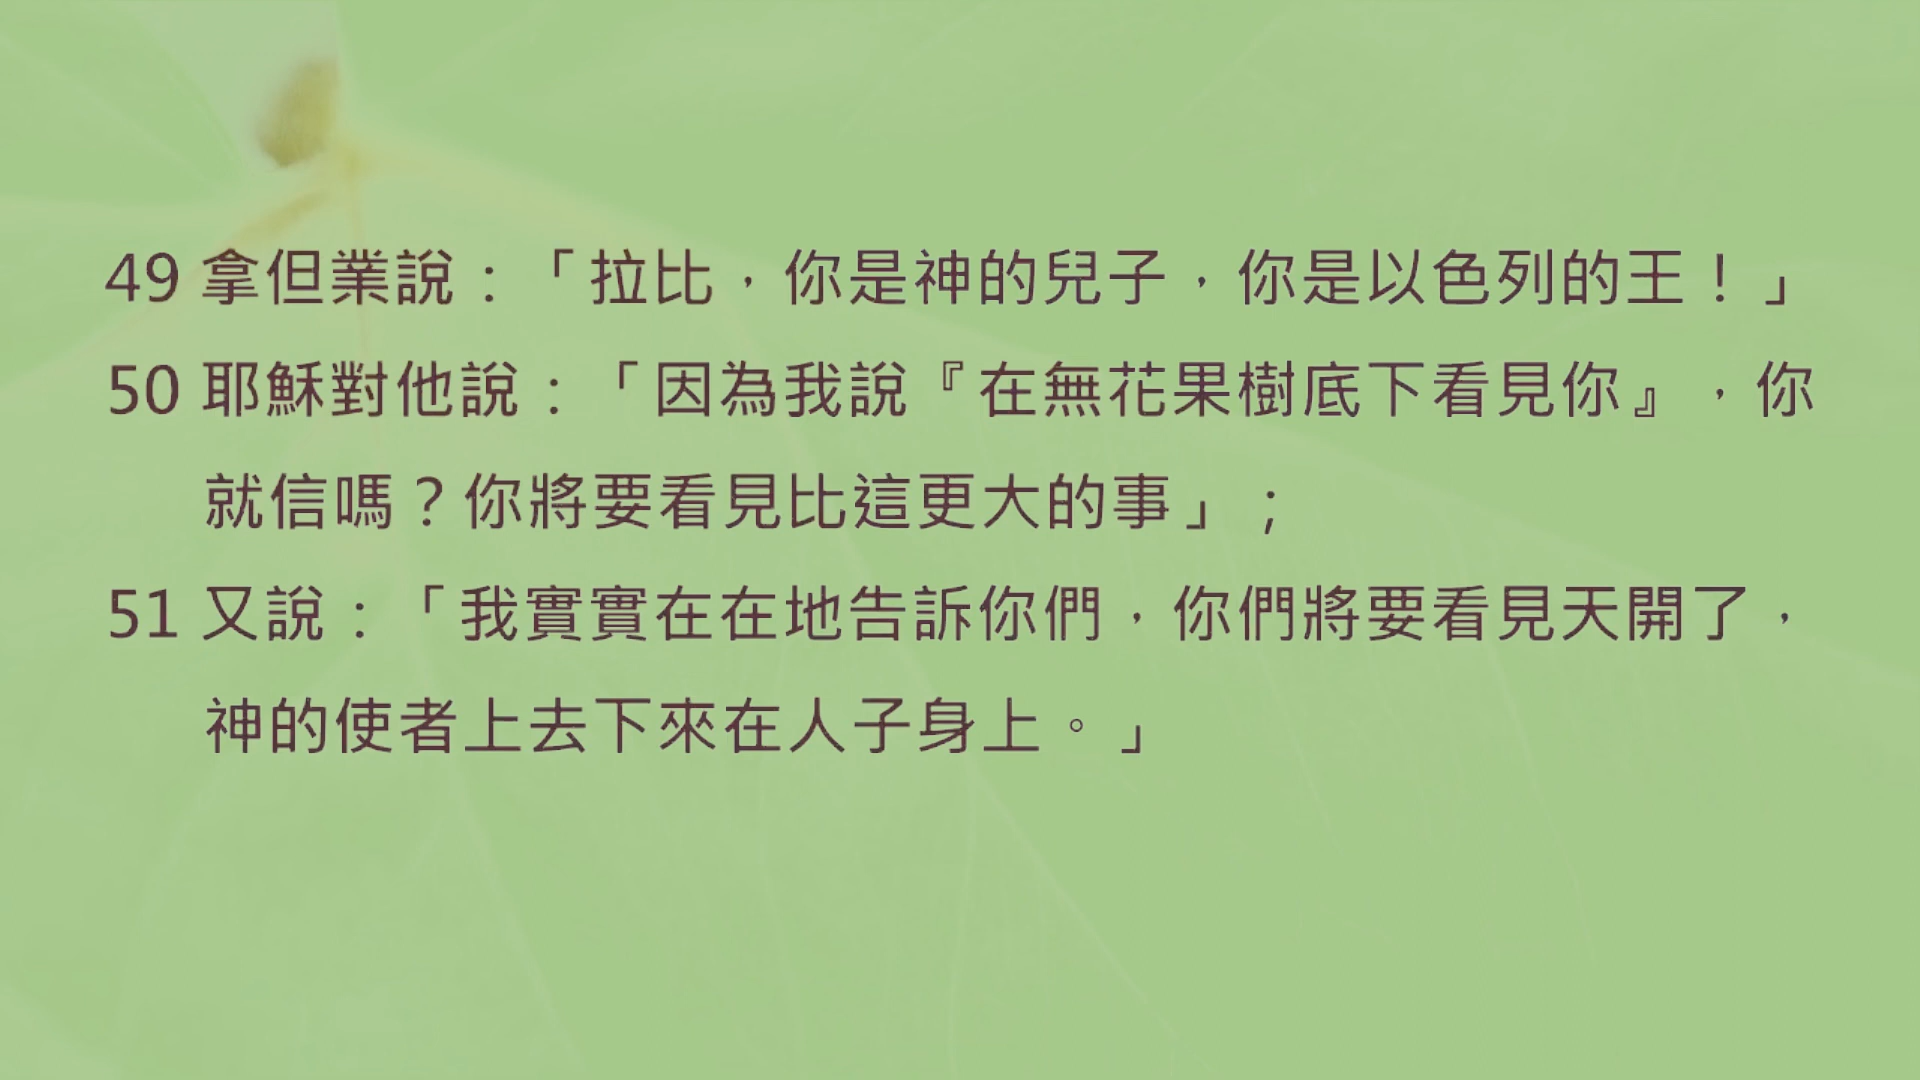 49 拿但業說：「拉比，你是神的兒子，你是以色列的王！」
50 耶穌對他說：「因為我說『在無花果樹底下看見你』，你
就信嗎？你將要看見比這更大的事」；
51 又說：「我實實在在地告訴你們，你們將要看見天開了，
神的使者上去下來在人子身上。」